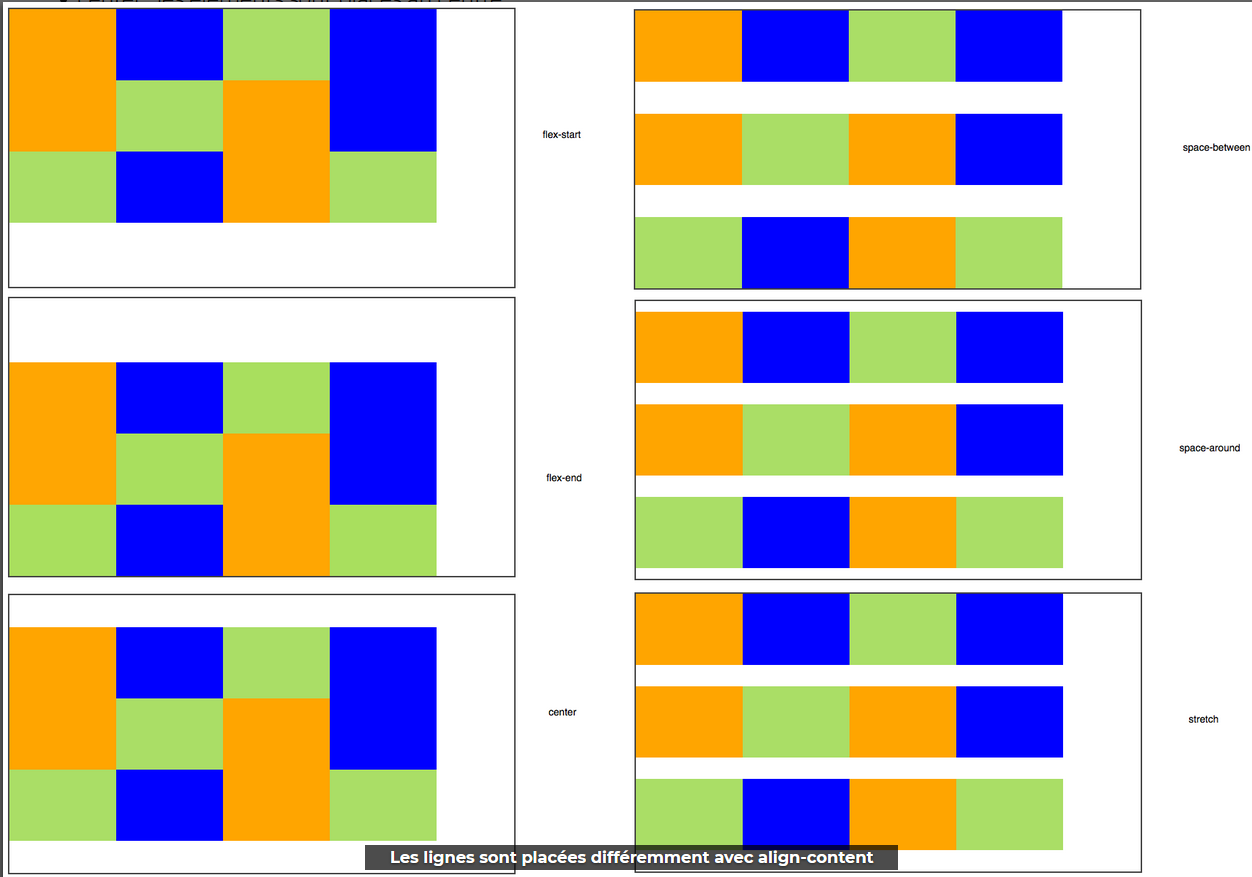 flex-start
space-between
flex-end
space-around
center
stretch
Les lignes sont placées différemment avec align-content